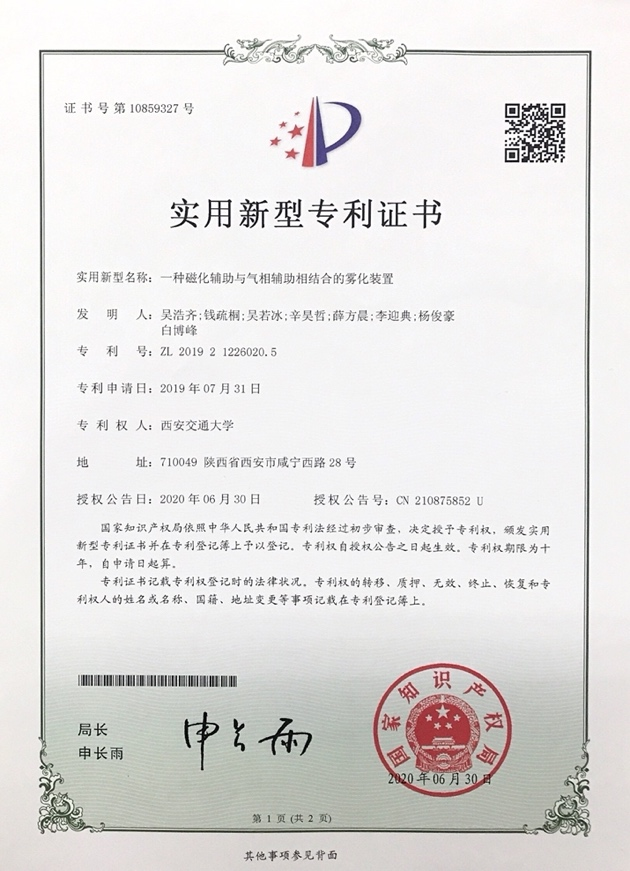 证书号第10859327号
实用新型专利证书
实用新型名称：一种磁化辅助与气相辅助相结合的雾化装置
发明人：吴浩齐;钱疏桐;吴若冰;辛昊哲;薛方晨;李迎典;杨俊豪
白博峰
专利号：ZL 2019 2 1226020.5
专利申请日：2019年07月31日
专利权人：西安交通大学
地址：710049 陕西省西安市咸宁西路28号
授权公告日：2020年06月30日 授权公告号：CN 210875852 U
国家知识产权局依照中华人民共和国专利法经过初步审查，决定授予专利权，颁发实用
新型专利证书并在专利登记簿上予以登记。专利权自授权公告之日起生效。专利权期限为十
年，自申请日起算。
专利证书记载专利权登记时的法律状况。专利权的转移、质押、无效、终止、恢复和专
利权人的姓名或名称、国籍、地址变更等事项记载在专利登记簿上。
局长
申长雨
申长雨
国家知识产权局
2020年06月30日
第1页(共2页)
其他事项参见背面